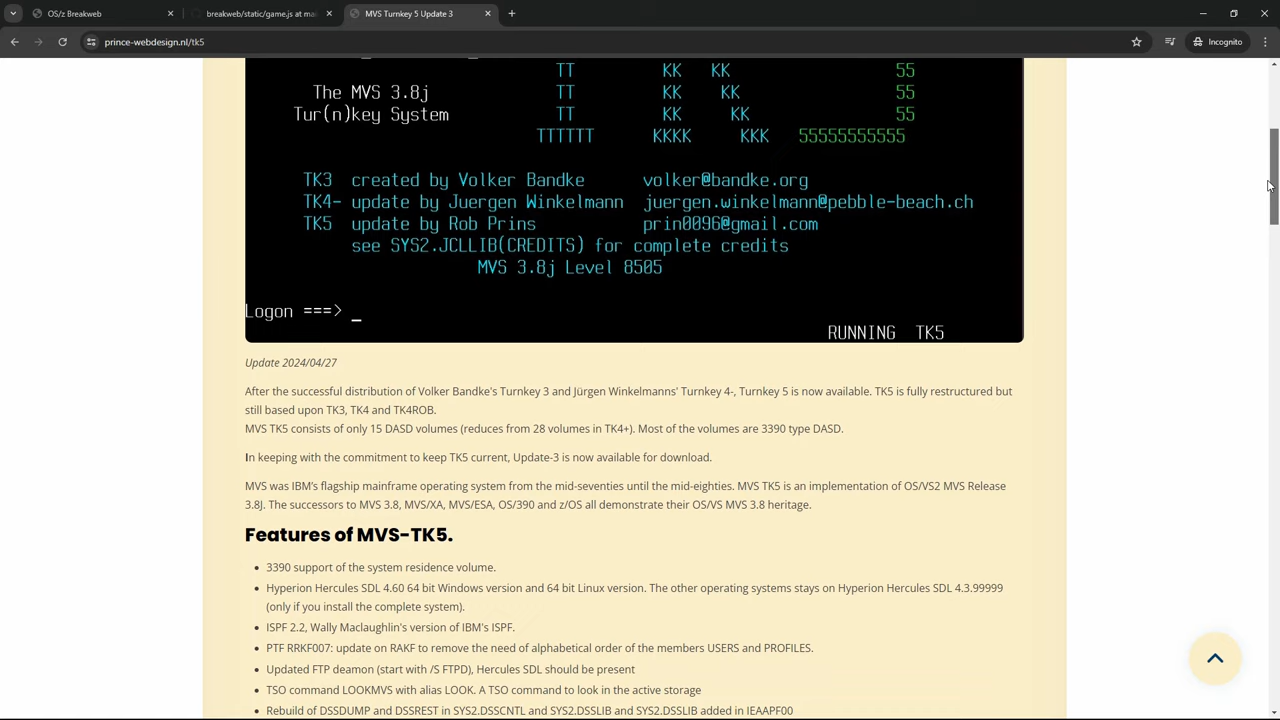 OS/z Breakweb
breakweb/static/game.js at mai
MVS Turnkey 5 Update 3
prince-webdesign.nl/tk5
Incognito
TT KK KK 55
The MVS 3.8j TT KK KK 55
Tur(n)key System TT KK KK 55
TTTTTT KKKK KKK 55555555555
TK3 created by Volker Bandke volker@bandke.org
TK4- update by Juergen Winkelmann juergen.winkelmann@pebble-beach.ch
TK5 update by Rob Prins prin0096@gmail.com
see SYS2.JCLLIB(CREDITS) for complete credits
MVS 3.8j Level 8505
Logon ===> _
RUNNING TK5
Update 2024/04/27
After the successful distribution of Volker Bandke's Turnkey 3 and Jürgen Winkelmanns' Turnkey 4-, Turnkey 5 is now available. TK5 is fully restructured but
still based upon TK3, TK4 and TK4ROB.
MVS TK5 consists of only 15 DASD volumes (reduces from 28 volumes in TK4+). Most of the volumes are 3390 type DASD.
In keeping with the commitment to keep TK5 current, Update-3 is now available for download.
MVS was IBM's flagship mainframe operating system from the mid-seventies until the mid-eighties. MVS TK5 is an implementation of OS/VS2 MVS Release
3.8J. The successors to MVS 3.8, MVS/XA, MVS/ESA, OS/390 and z/OS all demonstrate their OS/VS MVS 3.8 heritage.
Features of MVS-TK5.
3390 support of the system residence volume.
Hyperion Hercules SDL 4.60 64 bit Windows version and 64 bit Linux version. The other operating systems stays on Hyperion Hercules SDL 4.3.99999
(only if you install the complete system).
ISPF 2.2, Wally Maclaughlin's version of IBM's ISPF.
PTF RRKF007: update on RAKF to remove the need of alphabetical order of the members USERS and PROFILES.
Updated FTP deamon (start with /S FTPD), Hercules SDL should be present
TSO command LOOKMVS with alias LOOK. A TSO command to look in the active storage
Rebuild of DSSDUMP and DSSREST in SYS2.DSSCNTL and SYS2.DSSLIB and SYS2.DSSLIB added in IEAAPF00